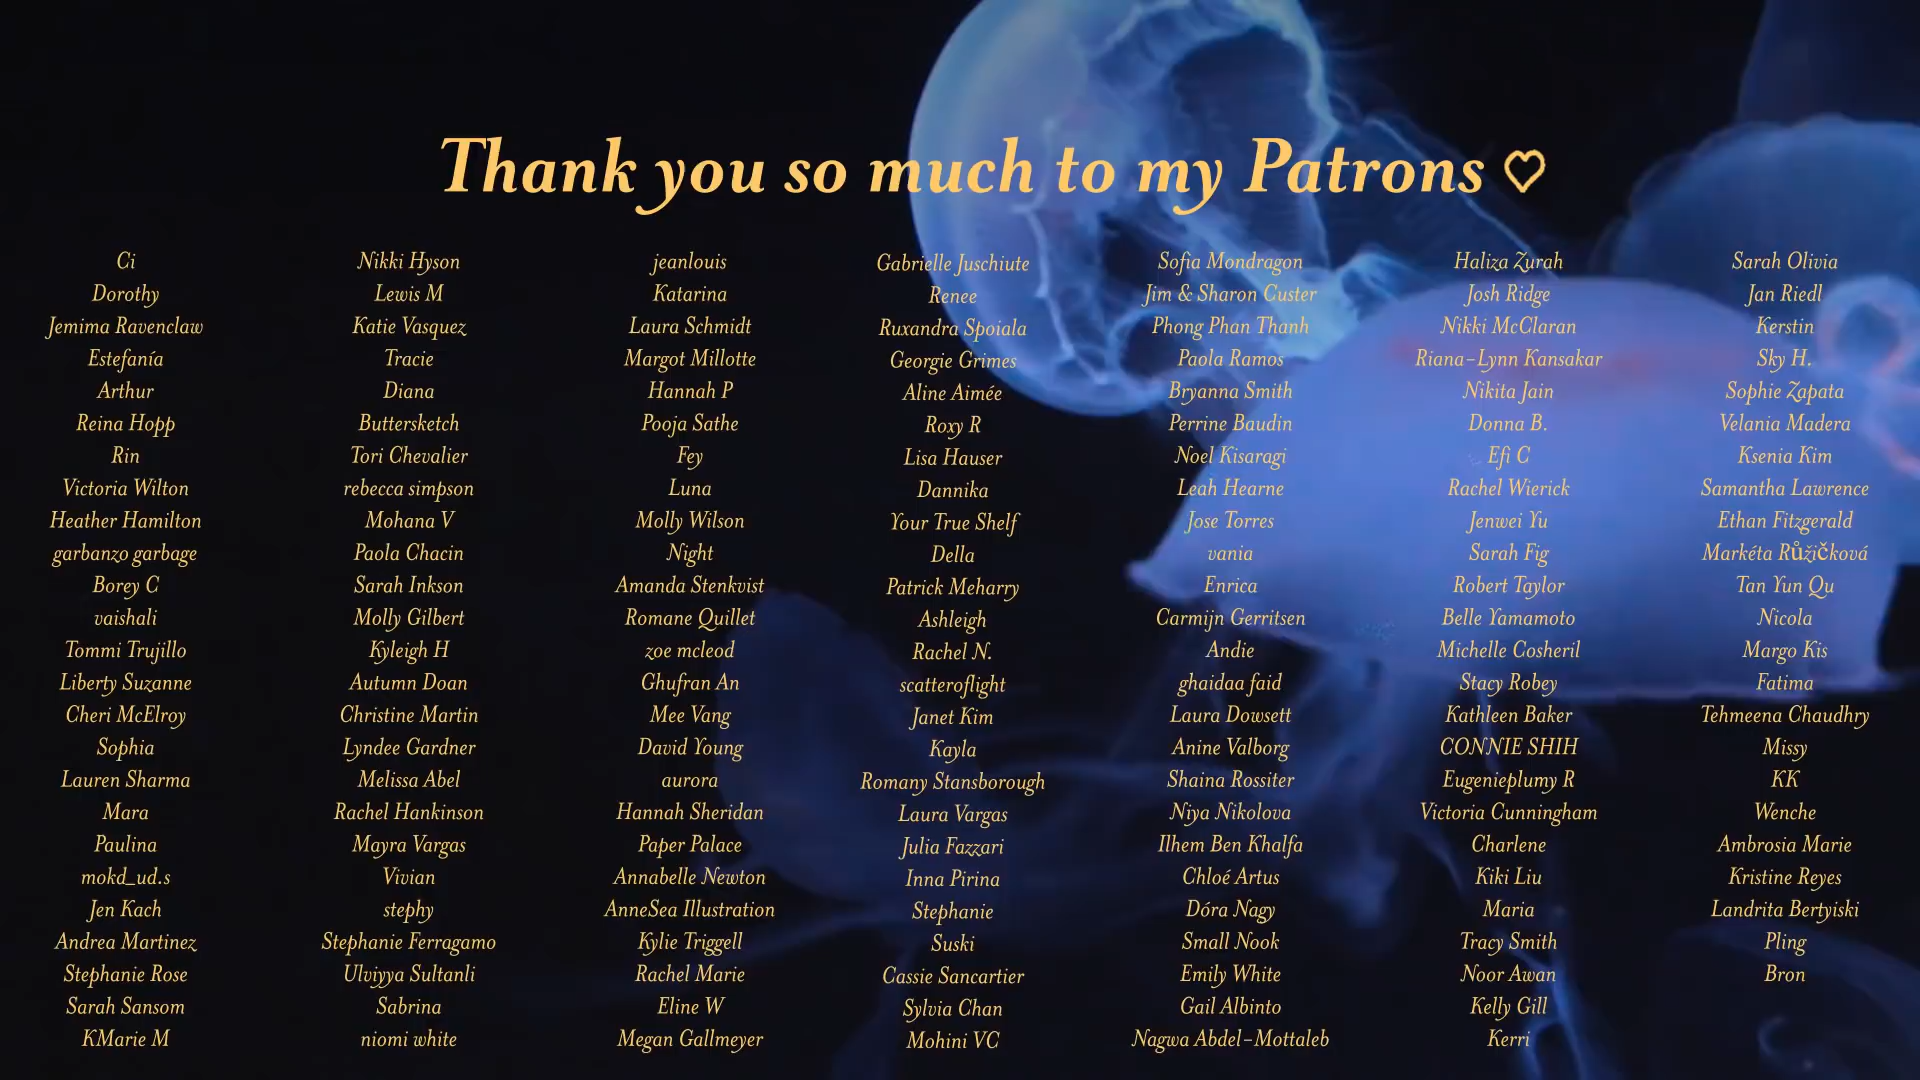 Thank you so much to my Patrons ♡
Ci
Dorothy
Jemima Ravenclaw
Estefanía
Arthur
Reina Hopp
Rin
Victoria Wilton
Heather Hamilton
garbanzo garbage
Borey C
vaishali
Tommi Trujillo
Liberty Suzanne
Cheri McElroy
Sophia
Lauren Sharma
Mara
Paulina
mokd_ud.s
Jen Kach
Andrea Martinez
Stephanie Rose
Sarah Sansom
KMarie M
Nikki Hyson
Lewis M
Katie Vasquez
Tracie
Diana
Buttersketch
Tori Chevalier
rebecca simpson
Mohana V
Paola Chacin
Sarah Inkson
Molly Gilbert
Kyleigh H
Autumn Doan
Christine Martin
Lyndee Gardner
Melissa Abel
Rachel Hankinson
Mayra Vargas
Vivian
stephy
Stephanie Ferragamo
Ulviyya Sultanli
Sabrina
niomi white
jeanlouis
Katarina
Laura Schmidt
Margot Millotte
Hannah P
Pooja Sathe
Fey
Luna
Molly Wilson
Night
Amanda Stenkvist
Romane Quillet
zoe mcleod
Ghufran An
Mee Vang
David Young
aurora
Hannah Sheridan
Paper Palace
Annabelle Newton
AnneSea Illustration
Kylie Triggell
Rachel Marie
Eline W
Megan Gallmeyer
Gabrielle Juschiute
Renee
Ruxandra Spoiala
Georgie Grimes
Aline Aimée
Roxy R
Lisa Hauser
Dannika
Your True Shelf
Della
Patrick Meharry
Ashleigh
Rachel N.
scatteroflight
Janet Kim
Kayla
Romany Stansborough
Laura Vargas
Julia Fazzari
Inna Pirina
Stephanie
Suski
Cassie Sancartier
Sylvia Chan
Mohini VC
Sofia Mondragon
Jim & Sharon Custer
Phong Phan Thanh
Paola Ramos
Bryanna Smith
Perrine Baudin
Noel Kisaragi
Leah Hearne
Jose Torres
vania
Enrica
Carmijn Gerritsen
Andie
ghaidaa faid
Laura Dowsett
Anine Valborg
Shaina Rossiter
Niya Nikolova
Ilhem Ben Khalfa
Chloé Artus
Dóra Nagy
Small Nook
Emily White
Gail Albinto
Nagwa Abdel-Mottaleb
Haliza Zurah
Josh Ridge
Nikki McClaran
Riana-Lynn Kansakar
Nikita Jain
Donna B.
Efi C
Rachel Wierick
Jenwei Yu
Sarah Fig
Robert Taylor
Belle Yamamoto
Michelle Cosheril
Stacy Robey
Kathleen Baker
CONNIE SHIH
Eugenieplumy R
Victoria Cunningham
Charlene
Kiki Liu
Maria
Tracy Smith
Noor Awan
Kelly Gill
Kerri
Sarah Olivia
Jan Riedl
Kerstin
Sky H.
Sophie Zapata
Velania Madera
Ksenia Kim
Samantha Lawrence
Ethan Fitzgerald
Markéta Růžičková
Tan Yun Qu
Nicola
Margo Kis
Fatima
Tehmeena Chaudhry
Missy
KK
Wenche
Ambrosia Marie
Kristine Reyes
Landrita Bertyiski
Pling
Bron